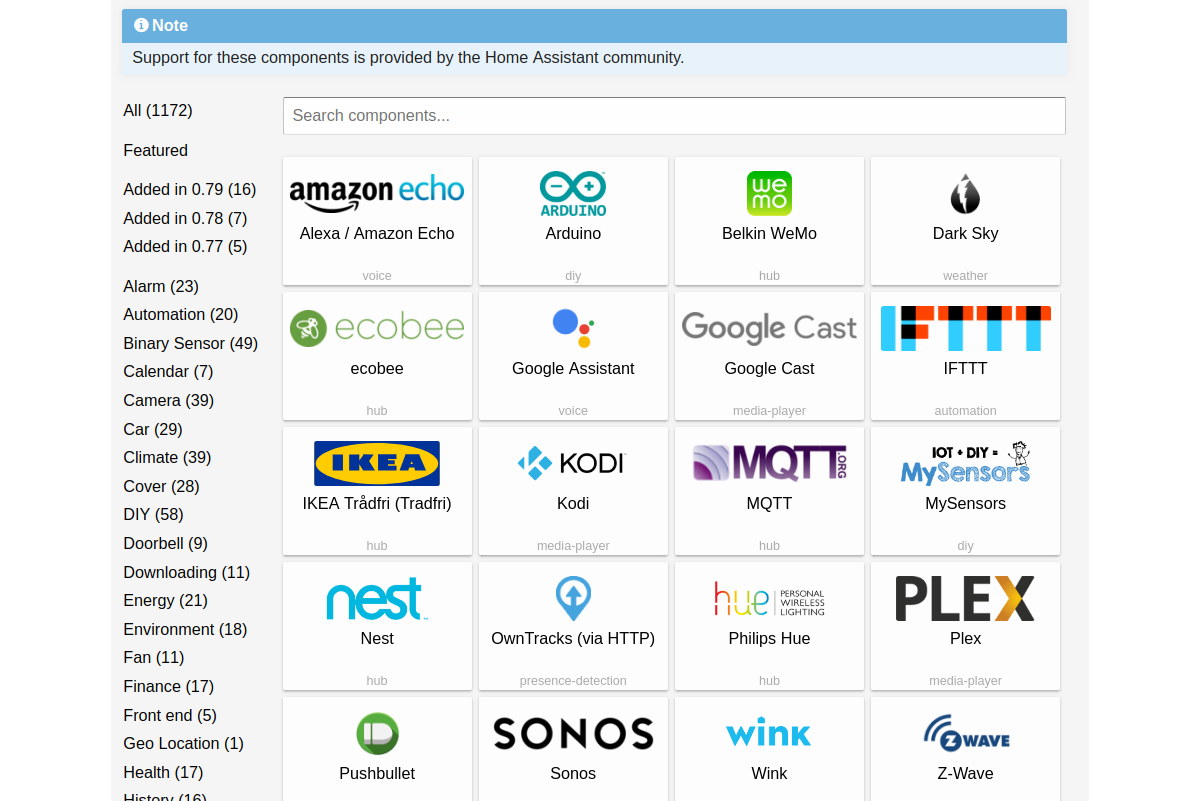 Note
Support for these components is provided by the Home Assistant community.
All (1172)
Featured
Added in 0.79 (16)
Added in 0.78 (7)
Added in 0.77 (5)
Alarm (23)
Automation (20)
Binary Sensor (49)
Calendar (7)
Camera (39)
Car (29)
Climate (39)
Cover (28)
DIY (58)
Doorbell (9)
Downloading (11)
Energy (21)
Environment (18)
Fan (11)
Finance (17)
Front end (5)
Geo Location (1)
Health (17)
History (16)
Search components...
amazon echo
Alexa / Amazon Echo
voice
ARDUINO
Arduino
diy
we
mo
Belkin WeMo
hub
Dark Sky
weather
ecobee
ecobee
hub
Google Assistant
voice
Google Cast
Google Cast
media-player
IFTTT
IFTTT
automation
IKEA
IKEA Trådfri (Tradfri)
hub
KODI
Kodi
media-player
MQTT.ORG
MQTT
hub
IOT + DIY =
MySensors
MySensors
diy
nest™
Nest
hub
OwnTracks (via HTTP)
presence-detection
hue PERSONAL
WIRELESS
LIGHTING
Philips Hue
hub
PLEX
Plex
media-player
Pushbullet
SONOS
Sonos
wink
Wink
Z-WAVE
Z-Wave